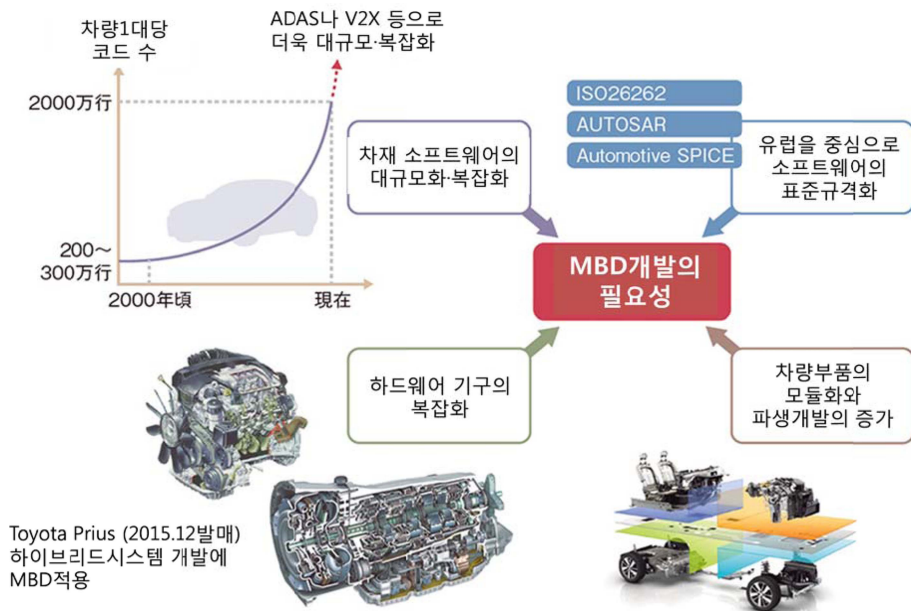 차량1대당
코드 수
ADAS나 V2X 등으로
더욱 대규모·복잡화
2000万行
200～
300万行
2000年頃
現在
ISO26262
AUTOSAR
Automotive SPICE
차재 소프트웨어의
대규모화·복잡화
유럽을 중심으로
소프트웨어의
표준규격화
MBD개발의
필요성
하드웨어 기구의
복잡화
차량부품의
모듈화와
파생개발의 증가
Toyota Prius (2015.12발매)
하이브리드시스템 개발에
MBD적용